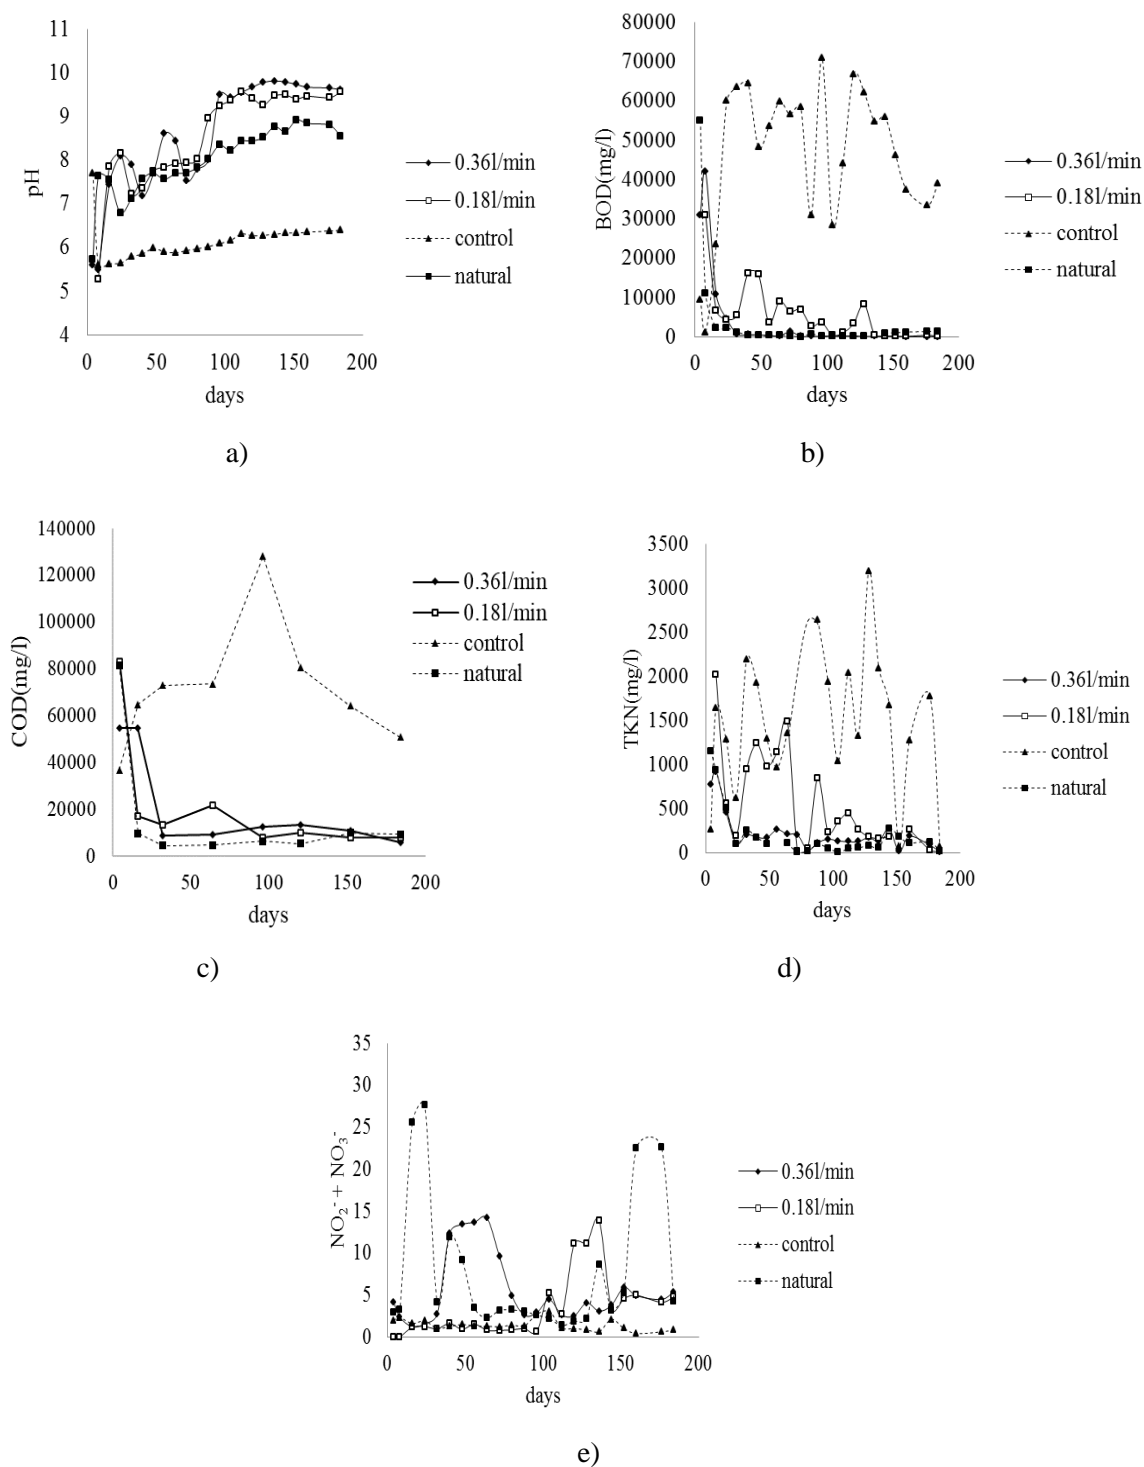 11
10
9
8
7
6
5
4
pH
0 50 100 150 200
days
0.36l/min
0.18l/min
control
natural
a)
80000
70000
60000
50000
40000
30000
20000
10000
0
BOD(mg/l)
0 50 100 150 200
days
0.36l/min
0.18l/min
control
natural
b)
140000
120000
100000
80000
60000
40000
20000
0
COD(mg/l)
0 50 100 150 200
days
0.36l/min
0.18l/min
control
natural
c)
3500
3000
2500
2000
1500
1000
500
0
TKN(mg/l)
0 50 100 150 200
days
0.36l/min
0.18l/min
control
natural
d)
35
30
25
20
15
10
5
0
NO₂⁻ + NO₃⁻
0 50 100 150 200
days
0.36l/min
0.18l/min
control
natural
e)